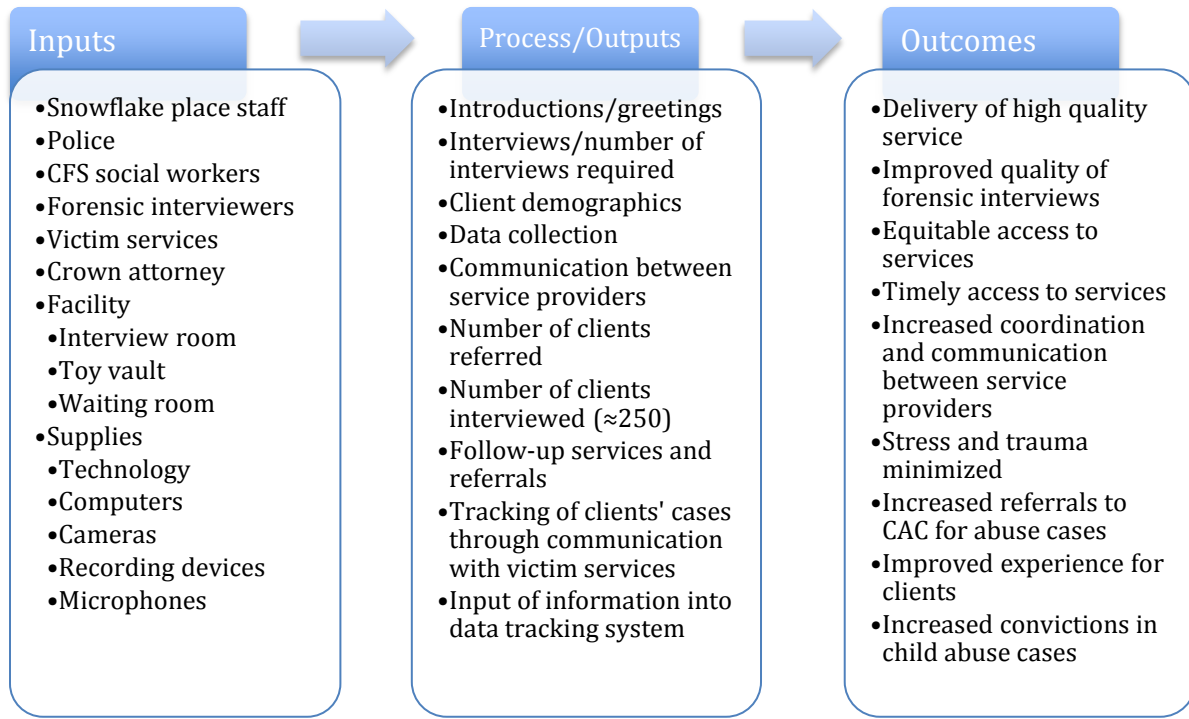 Inputs
•Snowflake place staff
•Police
•CFS social workers
•Forensic interviewers
•Victim services
•Crown attorney
•Facility
•Interview room
•Toy vault
•Waiting room
•Supplies
•Technology
•Computers
•Cameras
•Recording devices
•Microphones
Process/Outputs
•Introductions/greetings
•Interviews/number of
interviews required
•Client demographics
•Data collection
•Communication between
service providers
•Number of clients
referred
•Number of clients
interviewed (≈250)
•Follow-up services and
referrals
•Tracking of clients' cases
through communication
with victim services
•Input of information into
data tracking system
Outcomes
•Delivery of high quality
service
•Improved quality of
forensic interviews
•Equitable access to
services
•Timely access to services
•Increased coordination
and communication
between service
providers
•Stress and trauma
minimized
•Increased referrals to
CAC for abuse cases
•Improved experience for
clients
•Increased convictions in
child abuse cases